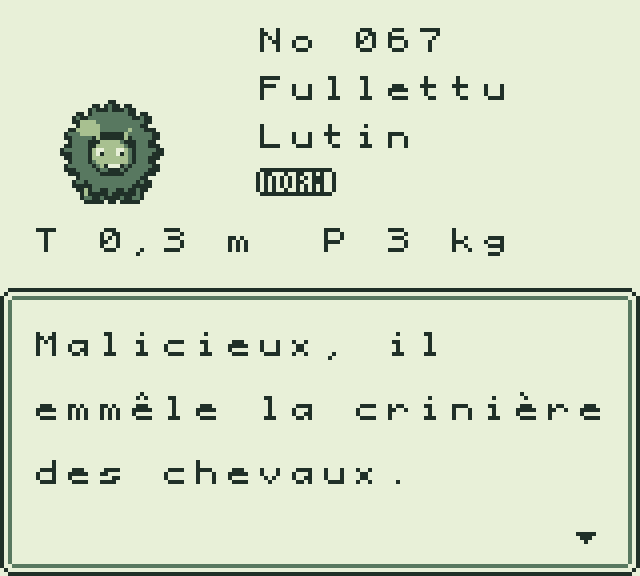 No 067
Fullettu
Lutin
NORM
T 0,3 m P 3 kg
Malicieux, il
emmêle la crinière
des chevaux.